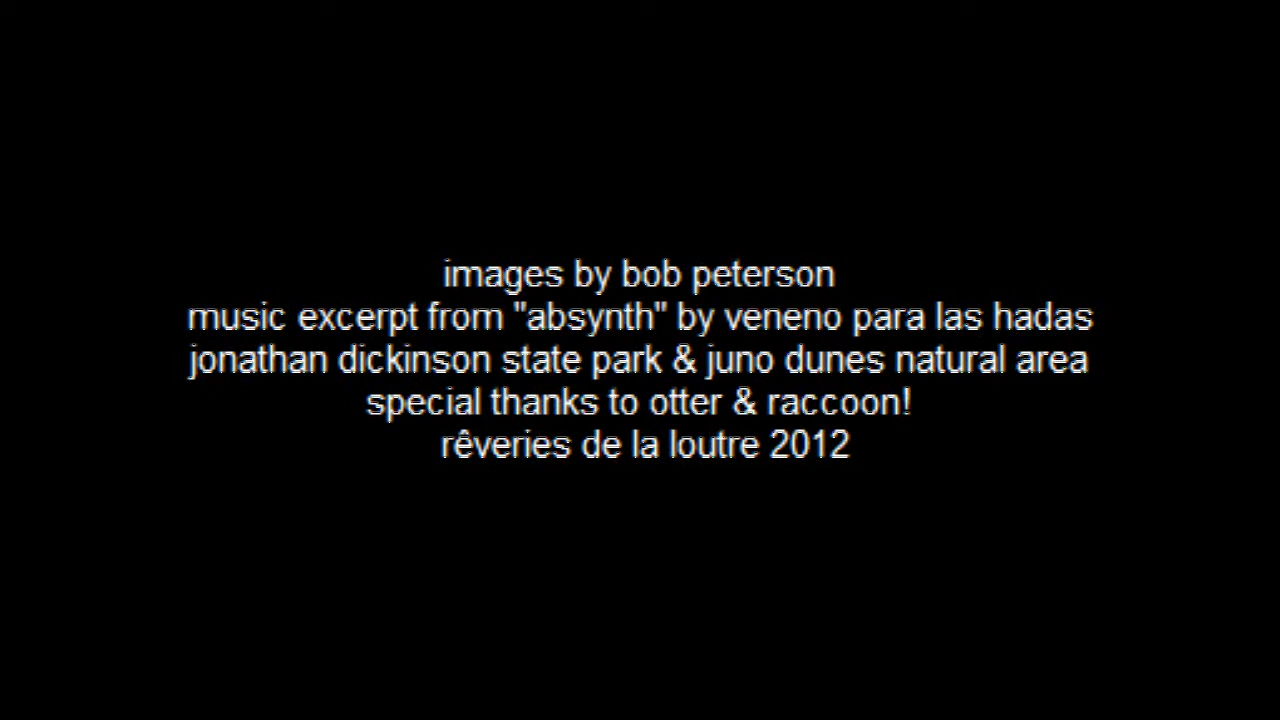 images by bob peterson
music excerpt from "absynth" by veneno para las hadas
jonathan dickinson state park & juno dunes natural area
special thanks to otter & raccoon!
rêveries de la loutre 2012